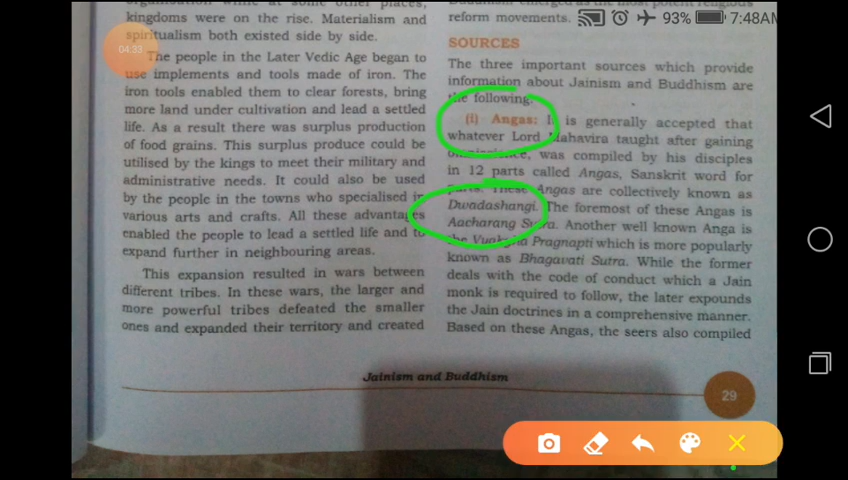 93% 7:48AM
04:33
kingdoms were on the rise. Materialism and
spiritualism both existed side by side.
The people in the Later Vedic Age began to
use implements and tools made of iron. The
iron tools enabled them to clear forests, bring
more land under cultivation and lead a settled
life. As a result there was surplus production
of food grains. This surplus produce could be
utilised by the kings to meet their military and
administrative needs. It could also be used
by the people in the towns who specialised in
various arts and crafts. All these advantages
enabled the people to lead a settled life and to
expand further in neighbouring areas.
This expansion resulted in wars between
different tribes. In these wars, the larger and
more powerful tribes defeated the smaller
ones and expanded their territory and created
reform movements.
SOURCES
The three important sources which provide
information about Jainism and Buddhism are
the following:
(i) Angas: It is generally accepted that
whatever Lord Mahavira taught after gaining
omniscience, was compiled by his disciples
in 12 parts called Angas, Sanskrit word for
parts. These Angas are collectively known as
Dwadashangi. The foremost of these Angas is
Aacharang Sutra. Another well known Anga is
the Pragnapti which is more popularly
known as Bhagavati Sutra. While the former
deals with the code of conduct which a Jain
monk is required to follow, the later expounds
the Jain doctrines in a comprehensive manner.
Based on these Angas, the seers also compiled
Jainism and Buddhism
29